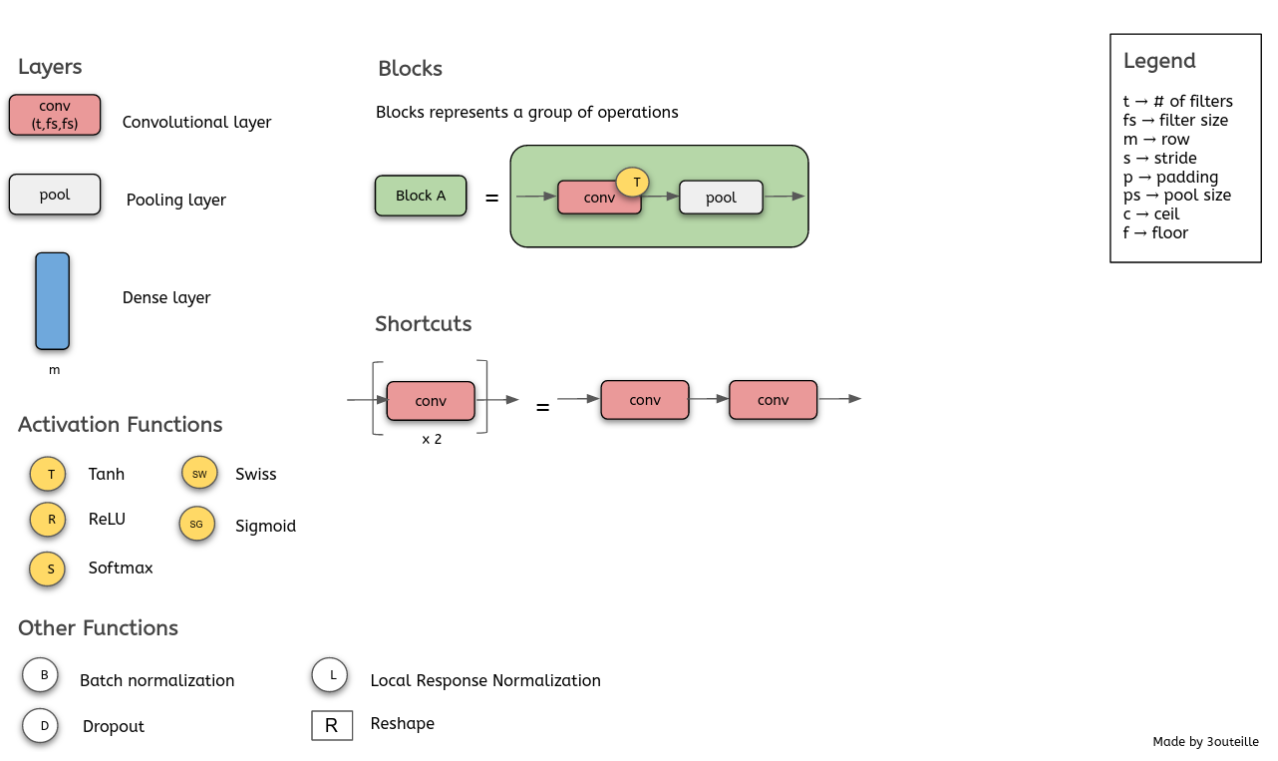 Layers
conv
(t,fs,fs)
Convolutional layer
pool
Pooling layer
Dense layer
m
Activation Functions
T
Tanh
SW
Swiss
R
ReLU
SG
Sigmoid
S
Softmax
Other Functions
B
Batch normalization
L
Local Response Normalization
D
Dropout
R
Reshape
Blocks
Blocks represents a group of operations
Block A
=
conv
T
pool
Shortcuts
conv
x 2
=
conv
conv
Legend
t → # of filters
fs → filter size
m → row
s → stride
p → padding
ps → pool size
c → ceil
f → floor
Made by 3outeille